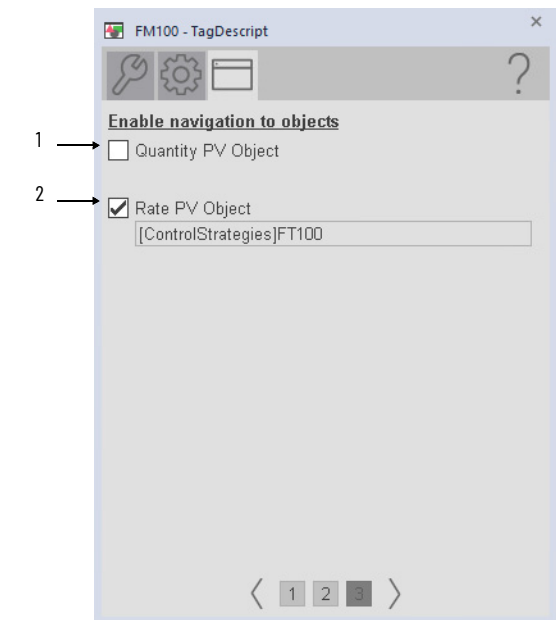 FM100 - TagDescript
?
Enable navigation to objects
1
Quantity PV Object
2
Rate PV Object
[ControlStrategies]FT100
1 2 3